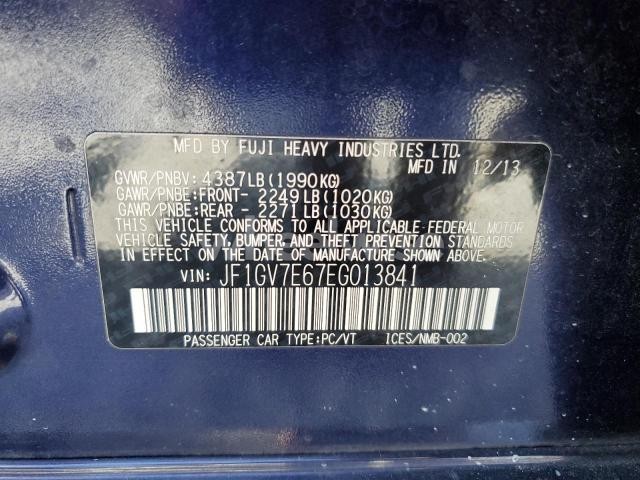 MFD BY FUJI HEAVY INDUSTRIES LTD.
MFD IN 12/13
GVWR/PNBV: 4387LB(1990KG)
GAWR/PNBE:FRONT- 2249LB(1020KG)
GAWR/PNBE:REAR - 2271LB(1030KG)
THIS VEHICLE CONFORMS TO ALL APPLICABLE FEDERAL MOTOR
VEHICLE SAFETY, BUMPER, AND THEFT PREVENTION STANDARDS
IN EFFECT ON THE DATE OF MANUFACTURE SHOWN ABOVE.
VIN: JF1GV7E67EG013841
PASSENGER CAR TYPE:PC/VT ICES/NMB-002